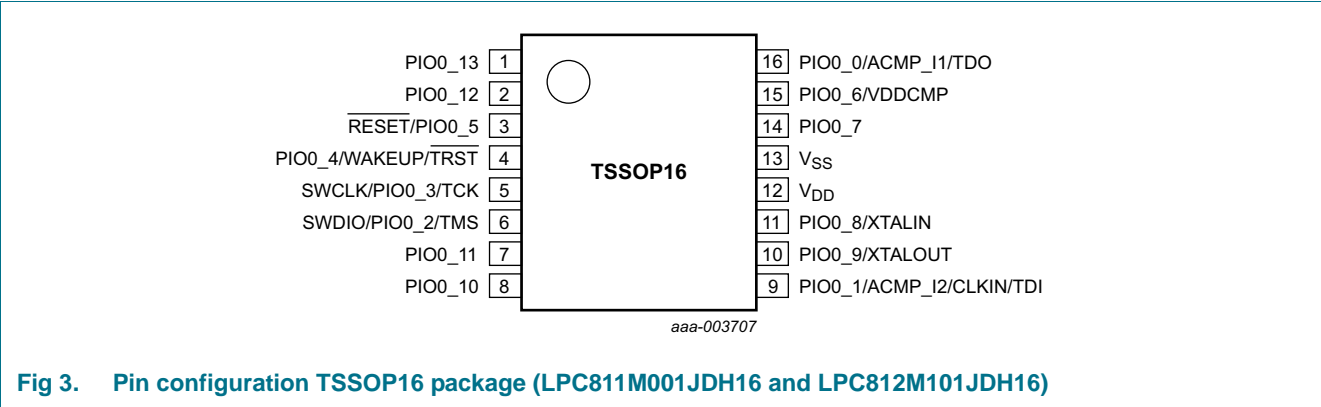 PIO0_13 1
PIO0_12 2
RESET/PIO0_5 3
PIO0_4/WAKEUP/TRST 4
SWCLK/PIO0_3/TCK 5
SWDIO/PIO0_2/TMS 6
PIO0_11 7
PIO0_10 8
TSSOP16
16 PIO0_0/ACMP_I1/TDO
15 PIO0_6/VDDCMP
14 PIO0_7
13 VSS
12 VDD
11 PIO0_8/XTALIN
10 PIO0_9/XTALOUT
9 PIO0_1/ACMP_I2/CLKIN/TDI
aaa-003707
Fig 3. Pin configuration TSSOP16 package (LPC811M001JDH16 and LPC812M101JDH16)